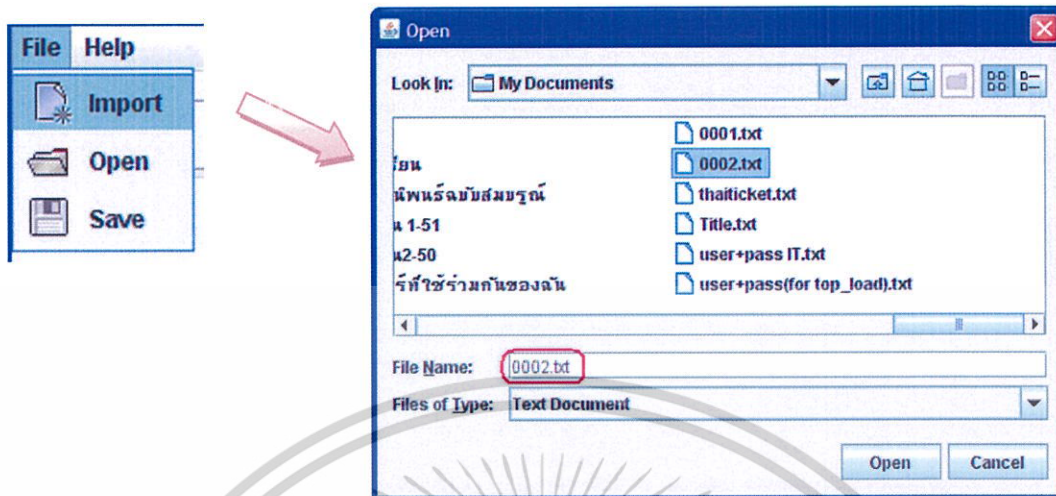 File Help
Import
Open
Save
Open
Look In: My Documents
0001.txt
รียน
0002.txt
นิพนธ์ฉบับสมบรูณ์
thaiticket.txt
น 1-51
Title.txt
น2-50
user+pass IT.txt
ร์ที่ใช้ร่วมกันของฉัน
user+pass(for top_load).txt
File Name: 0002.txt
Files of Type: Text Document
Open Cancel